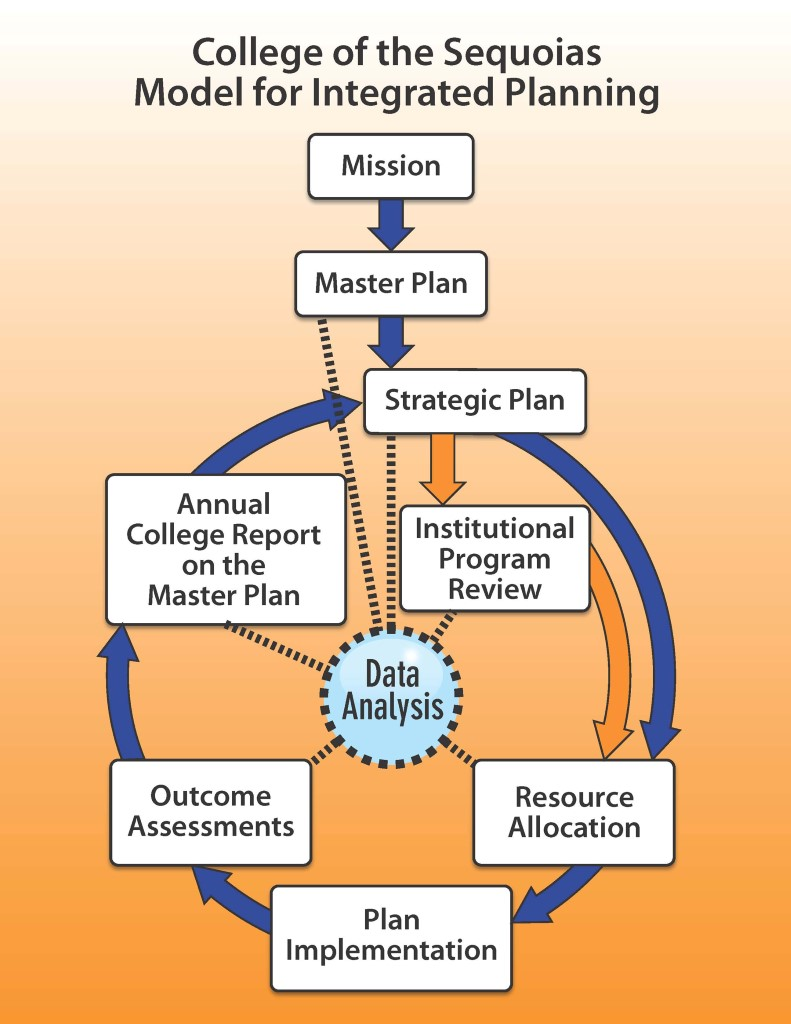 College of the Sequoias
Model for Integrated Planning
Mission
Master Plan
Strategic Plan
Annual
College Report
on the
Master Plan
Institutional
Program
Review
Data
Analysis
Outcome
Assessments
Resource
Allocation
Plan
Implementation